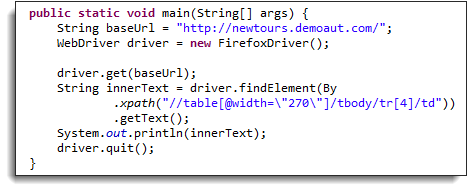 public static void main(String[] args) {
String baseUrl = "http://newtours.demoaut.com/";
WebDriver driver = new FirefoxDriver();
driver.get(baseUrl);
String innerText = driver.findElement(By
.xpath("//table[@width=\"270\"]/tbody/tr[4]/td"))
.getText();
System.out.println(innerText);
driver.quit();
}